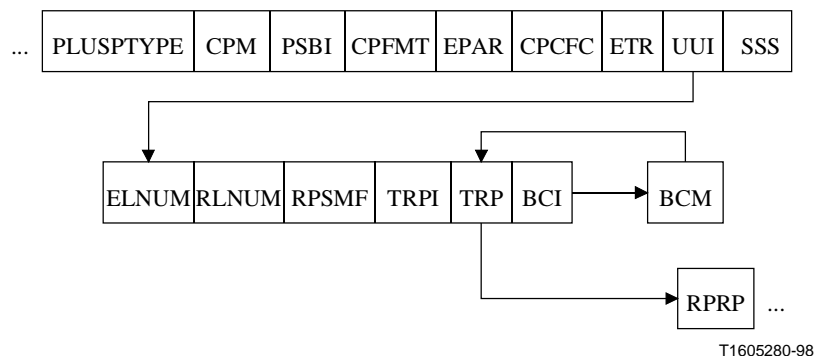 ... PLUSPTYPE CPM PSBI CPFMT EPAR CPCFC ETR UUI SSS
ELNUM RLNUM RPSMF TRPI TRP BCI BCM
RPRP ...
T1605280-98